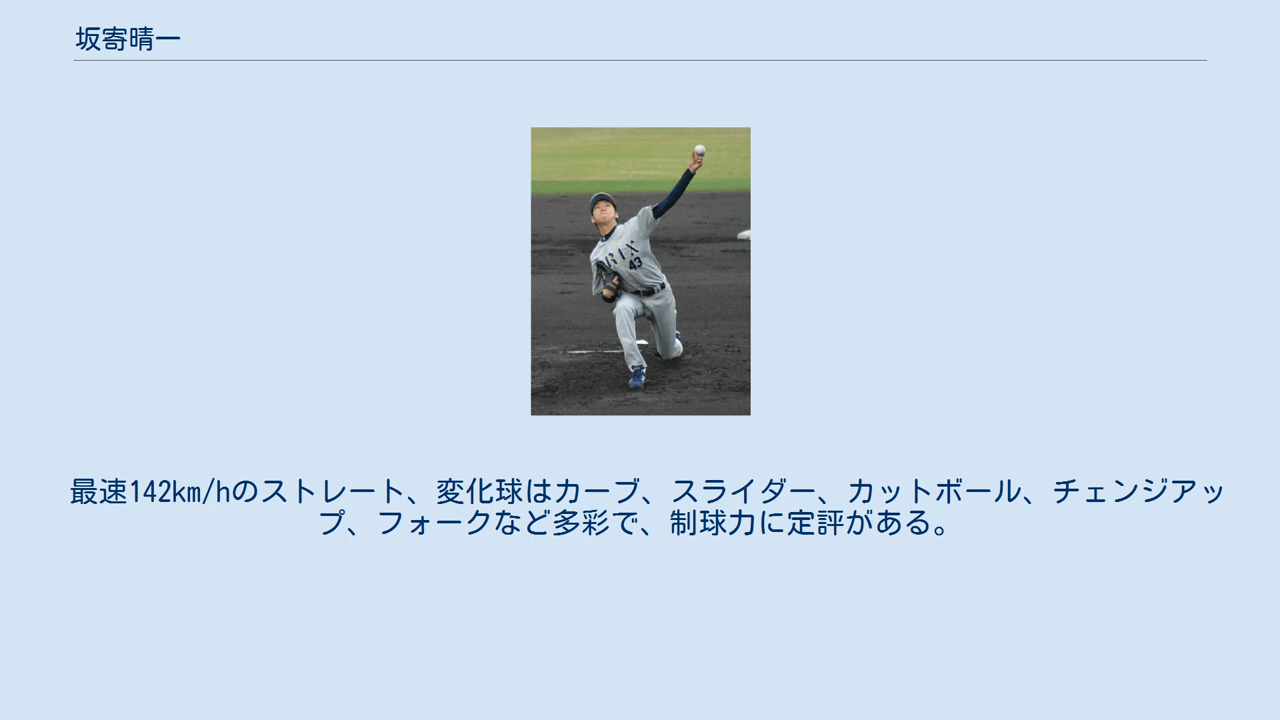 坂寄晴一
RIX
43
最速142km/hのストレート、変化球はカーブ、スライダー、カットボール、チェンジアッ
プ、フォークなど多彩で、制球力に定評がある。